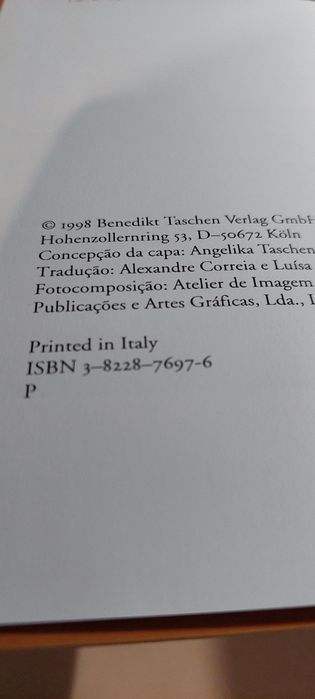 © 1998 Benedikt Taschen Verlag GmbH
Hohenzollernring 53, D–50672 Köln
Concepção da capa: Angelika Taschen
Tradução: Alexandre Correia e Luísa
Fotocomposição: Atelier de Imagem
Publicações e Artes Gráficas, Lda.,
Printed in Italy
ISBN 3–8228–7697-6
P